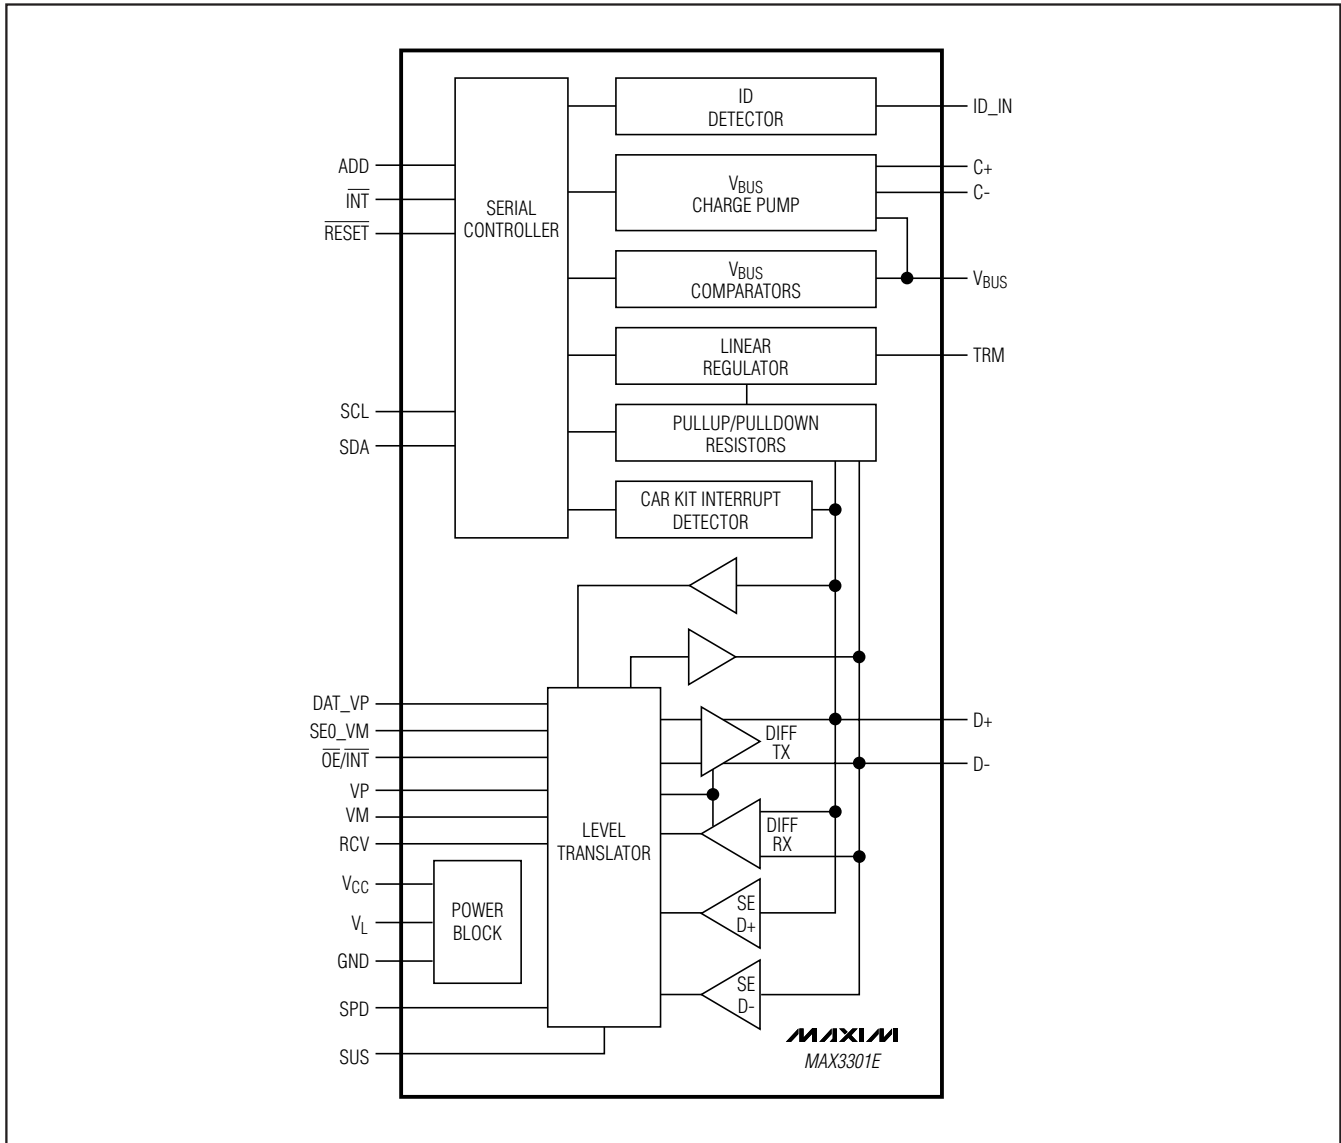 ID
DETECTOR
ID_IN
ADD
INT
RESET
SERIAL
CONTROLLER
VBUS
CHARGE PUMP
C+
C-
VBUS
COMPARATORS
VBUS
LINEAR
REGULATOR
TRM
SCL
SDA
PULLUP/PULLDOWN
RESISTORS
CAR KIT INTERRUPT
DETECTOR
DAT_VP
SE0_VM
OE/INT
VP
VM
RCV
LEVEL
TRANSLATOR
DIFF
TX
D+
D-
DIFF
RX
VCC
VL
GND
POWER
BLOCK
SE
D+
SE
D-
SPD
SUS
MAXIM
MAX3301E